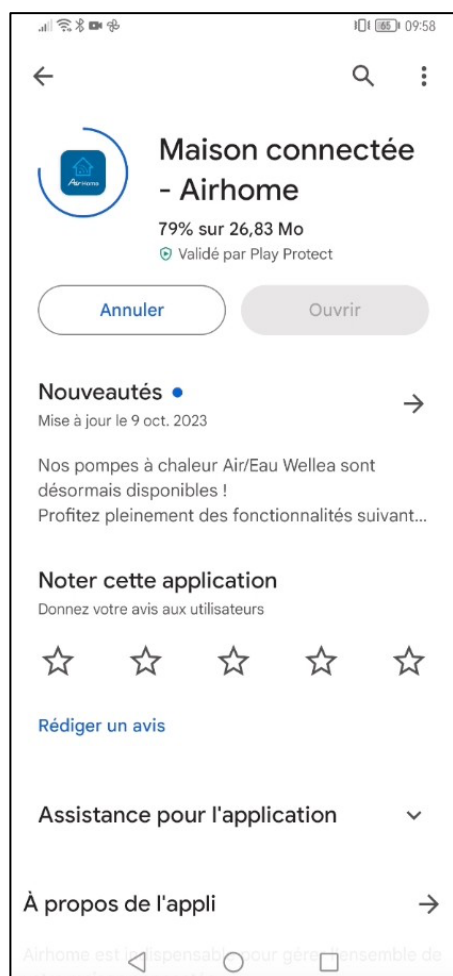 65 09:58
Air Home
Maison connectée
- Airhome
79% sur 26,83 Mo
Validé par Play Protect
Annuler Ouvrir
Nouveautés
Mise à jour le 9 oct. 2023
Nos pompes à chaleur Air/Eau Wellea sont
désormais disponibles !
Profitez pleinement des fonctionnalités suivant...
Noter cette application
Donnez votre avis aux utilisateurs
Rédiger un avis
Assistance pour l'application
À propos de l'appli
Airhome est indispensable pour gérer l'ensemble de